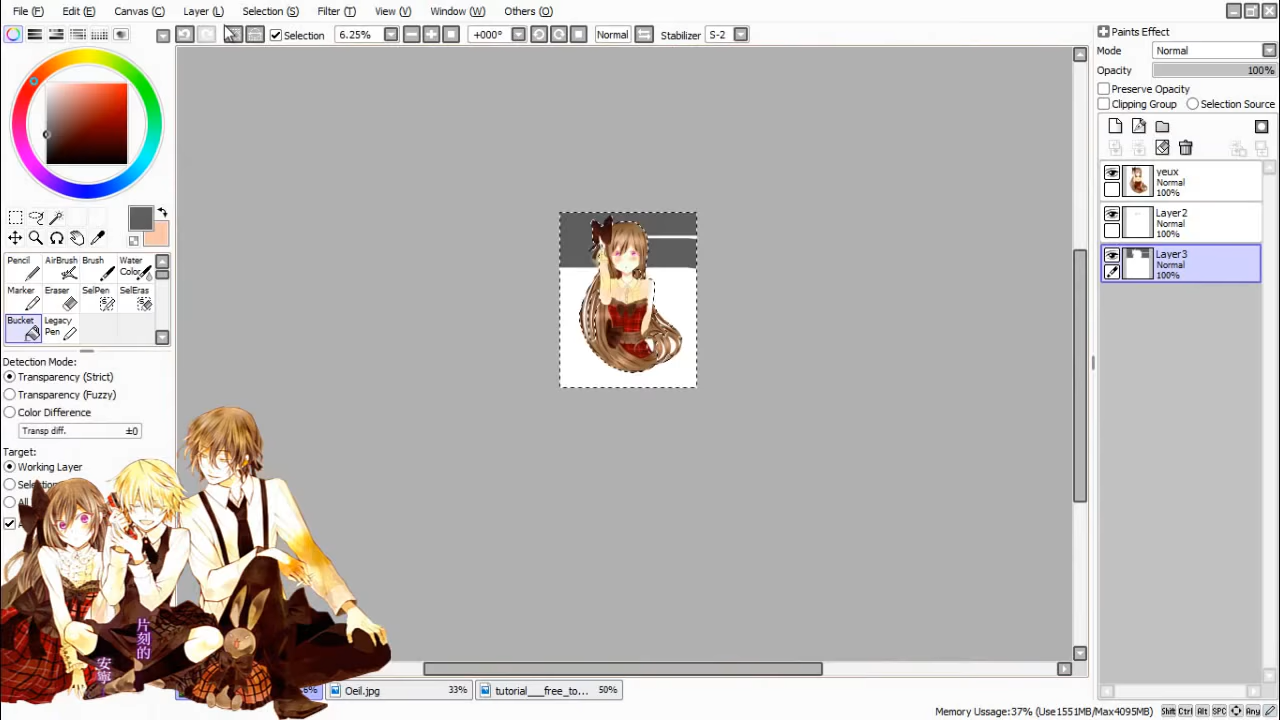 File (F) Edit (E) Canvas (C) Layer (L) Selection (S) Filter (T) View (V) Window (W) Others (O)
Selection 6.25% +000° Normal Stabilizer S-2
Paints Effect
Mode Normal
Opacity 100%
Preserve Opacity
Clipping Group Selection Source
yeux
Normal
100%
Layer2
Normal
100%
Layer3
Normal
100%
Pencil AirBrush Brush Water Color
Marker Eraser SelPen SelEras
Bucket Legacy Pen
Detection Mode:
Transparency (Strict)
Transparency (Fuzzy)
Color Difference
Transp diff. ±0
Target:
Working Layer
片刻的
安寧
Oeil.jpg 33% tutorial___free_to... 50%
Memory Ussage:37% (Use1551MB/Max4095MB) Shift Ctrl Alt SPC Any